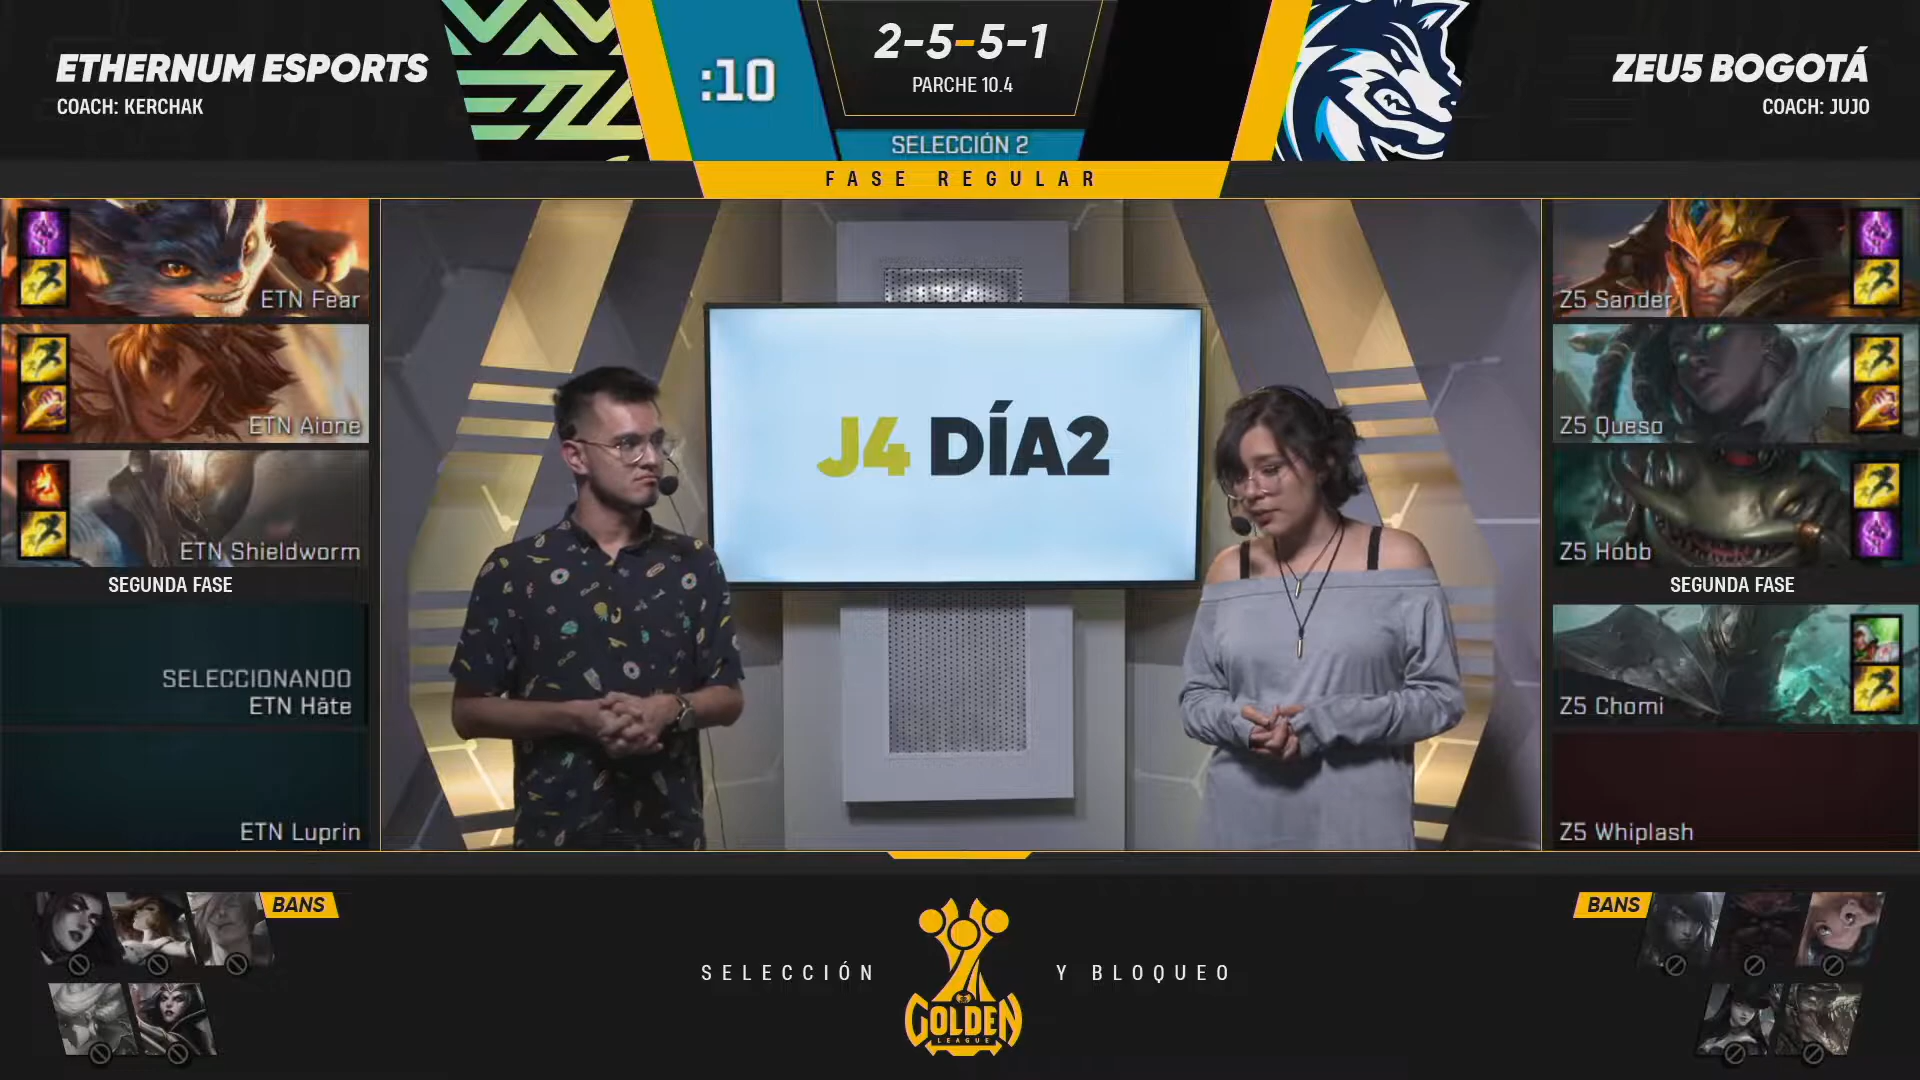 ETHERNUM ESPORTS
COACH: KERCHAK
:10
2-5-5-1
PARCHE 10.4
SELECCIÓN 2
FASE REGULAR
ZEU5 BOGOTÁ
COACH: JUJO
ETN Fear
ETN Aione
ETN Shieldworm
SEGUNDA FASE
SELECCIONANDO
ETN Hâte
ETN Luprin
J4 DÍA2
Z5 Sander
Z5 Queso
Z5 Hobb
SEGUNDA FASE
Z5 Chomi
Z5 Whiplash
BANS
BANS
SELECCIÓN Y BLOQUEO
GOLDEN
LEAGUE